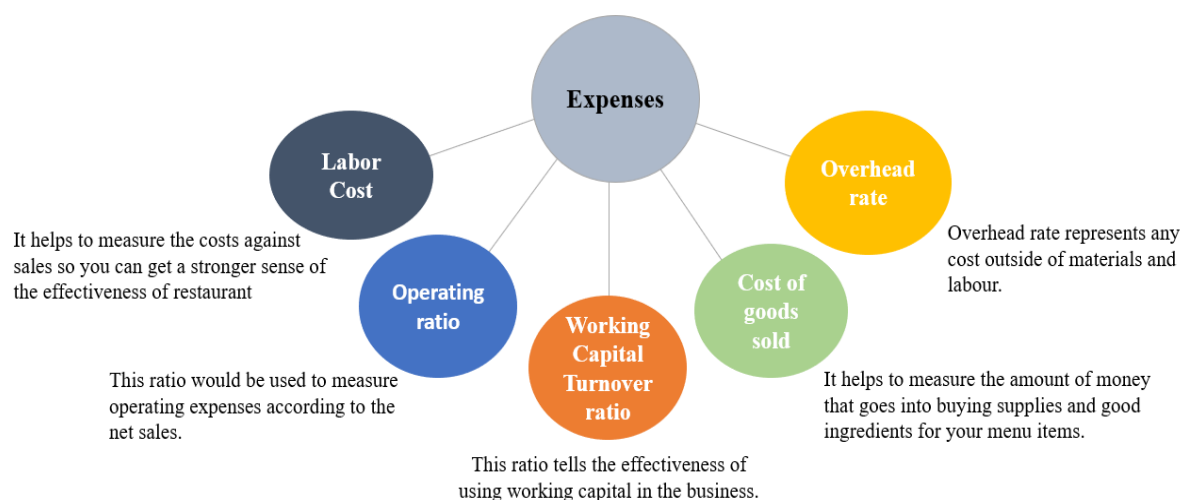 Expenses
Labor
Cost
It helps to measure the costs against
sales so you can get a stronger sense of
the effectiveness of restaurant
Operating
ratio
This ratio would be used to measure
operating expenses according to the
net sales.
Working
Capital
Turnover
ratio
This ratio tells the effectiveness of
using working capital in the business.
Cost of
goods
sold
It helps to measure the amount of money
that goes into buying supplies and good
ingredients for your menu items.
Overhead
rate
Overhead rate represents any
cost outside of materials and
labour.